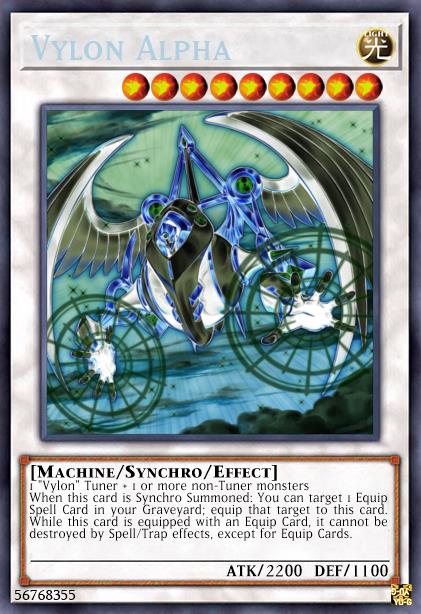 VYLON ALPHA
LIGHT
光
[MACHINE/SYNCHRO/EFFECT]
1 "Vylon" Tuner + 1 or more non-Tuner monsters
When this card is Synchro Summoned: You can target 1 Equip
Spell Card in your Graveyard; equip that target to this card.
While this card is equipped with an Equip Card, it cannot be
destroyed by Spell/Trap effects, except for Equip Cards.
ATK/2200 DEF/1100
56768355